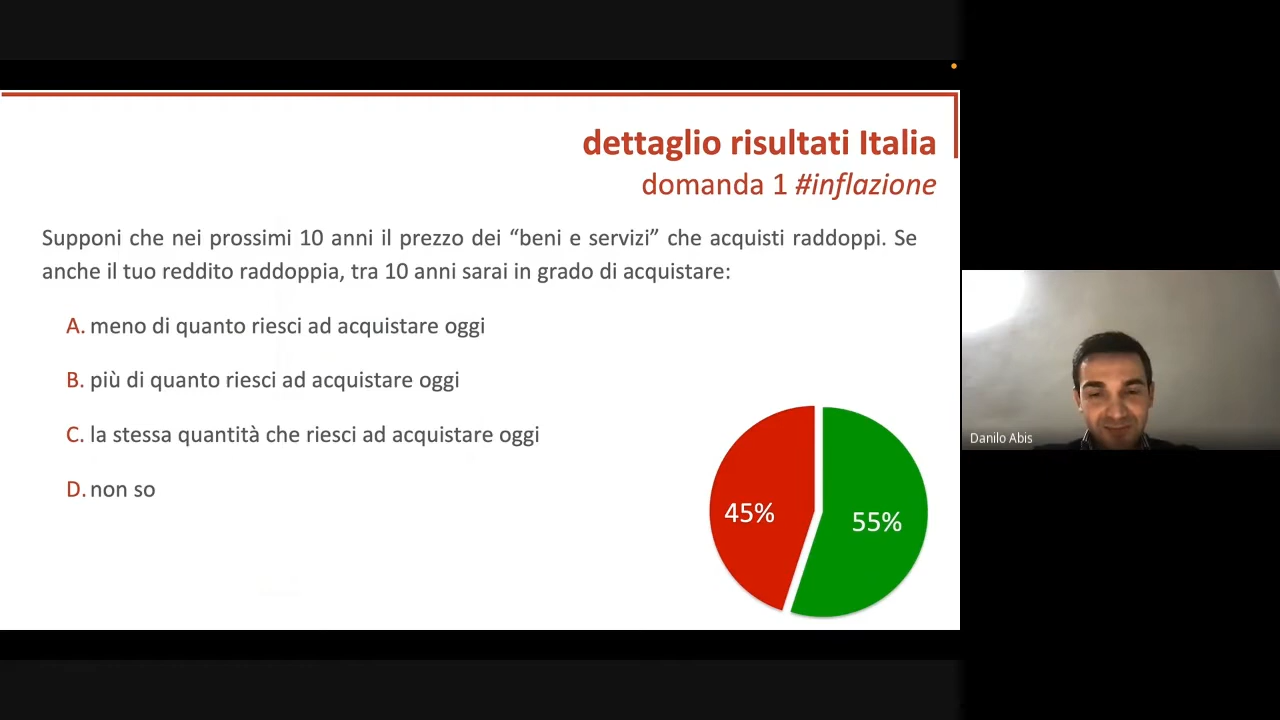 dettaglio risultati Italia
domanda 1 #inflazione
Supponi che nei prossimi 10 anni il prezzo dei “beni e servizi” che acquisti raddoppi. Se
anche il tuo reddito raddoppia, tra 10 anni sarai in grado di acquistare:
A. meno di quanto riesci ad acquistare oggi
B. più di quanto riesci ad acquistare oggi
C. la stessa quantità che riesci ad acquistare oggi
D. non so
45%
55%
Danilo Abis